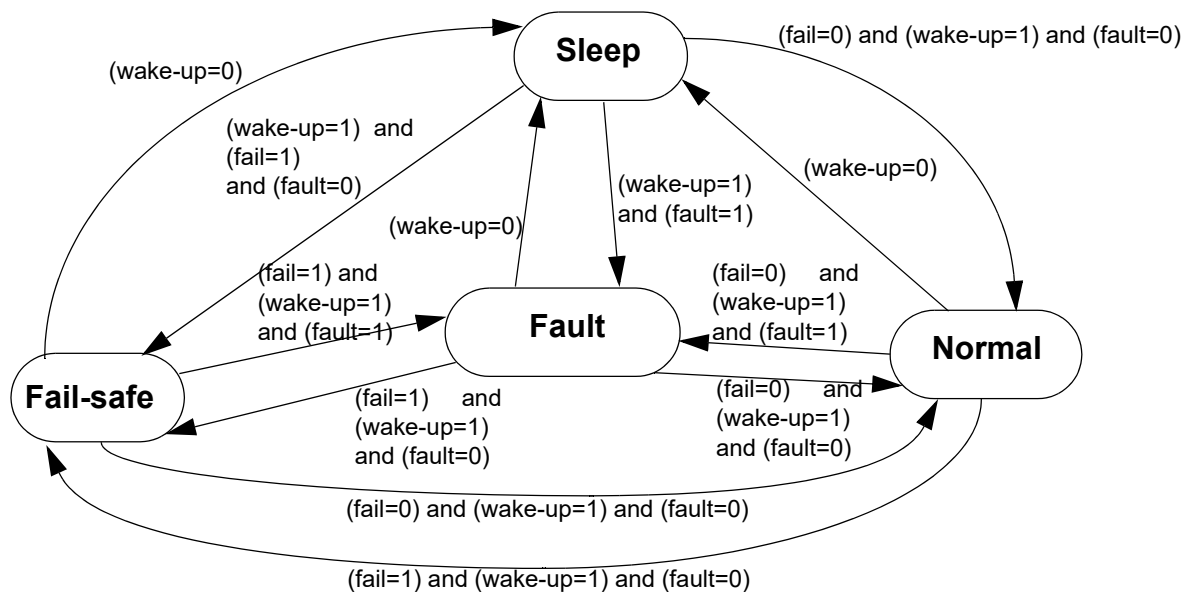 Sleep
(fail=0) and (wake-up=1) and (fault=0)
(wake-up=0)
(wake-up=1) and
(fail=1)
and (fault=0)
(wake-up=0)
(wake-up=1)
and (fault=1)
(wake-up=0)
(fail=1) and
(wake-up=1)
and (fault=1)
(fail=0) and
(wake-up=1)
and (fault=1)
Fault
Normal
Fail-safe
(fail=1) and
(wake-up=1)
and (fault=0)
(fail=0) and
(wake-up=1)
and (fault=0)
(fail=0) and (wake-up=1) and (fault=0)
(fail=1) and (wake-up=1) and (fault=0)